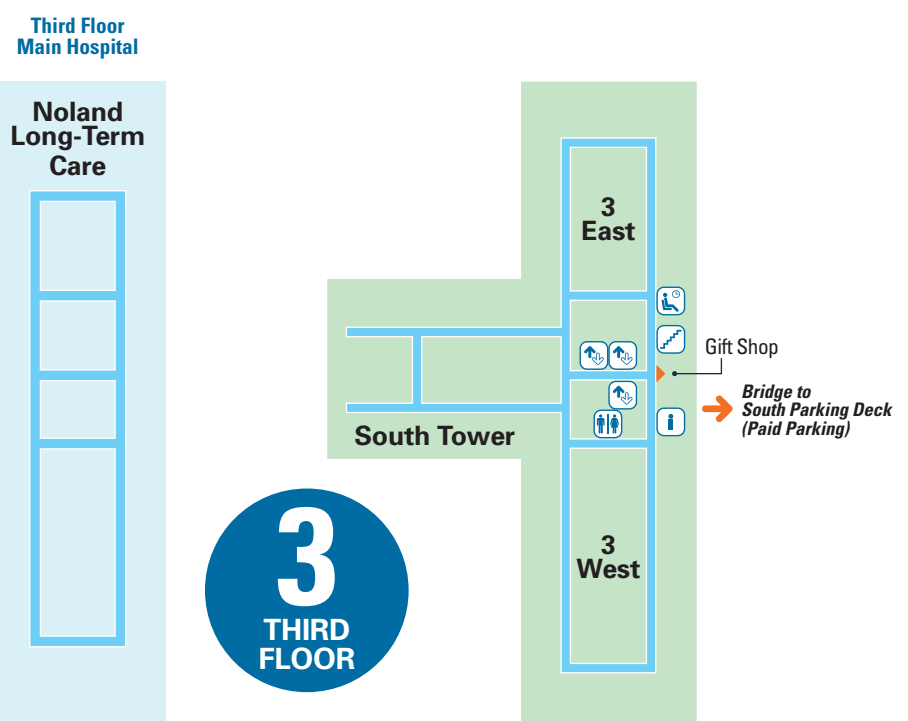 Third Floor
Main Hospital
Noland
Long-Term
Care
3
East
Gift Shop
Bridge to
South Parking Deck
(Paid Parking)
South Tower
3
West
3
THIRD
FLOOR